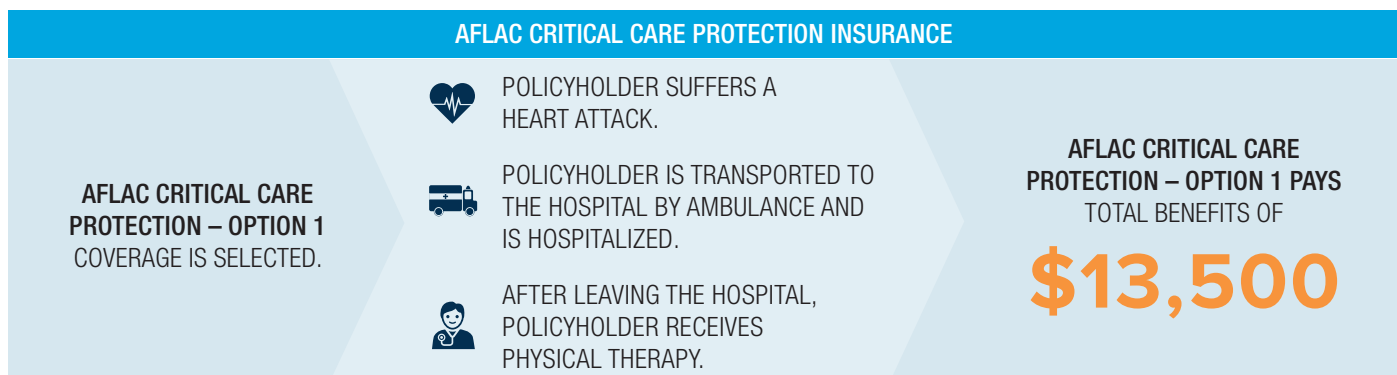 AFLAC CRITICAL CARE PROTECTION INSURANCE
AFLAC CRITICAL CARE
PROTECTION – OPTION 1
COVERAGE IS SELECTED.
POLICYHOLDER SUFFERS A
HEART ATTACK.
POLICYHOLDER IS TRANSPORTED TO
THE HOSPITAL BY AMBULANCE AND
IS HOSPITALIZED.
AFTER LEAVING THE HOSPITAL,
POLICYHOLDER RECEIVES
PHYSICAL THERAPY.
AFLAC CRITICAL CARE
PROTECTION – OPTION 1 PAYS
TOTAL BENEFITS OF
$13,500